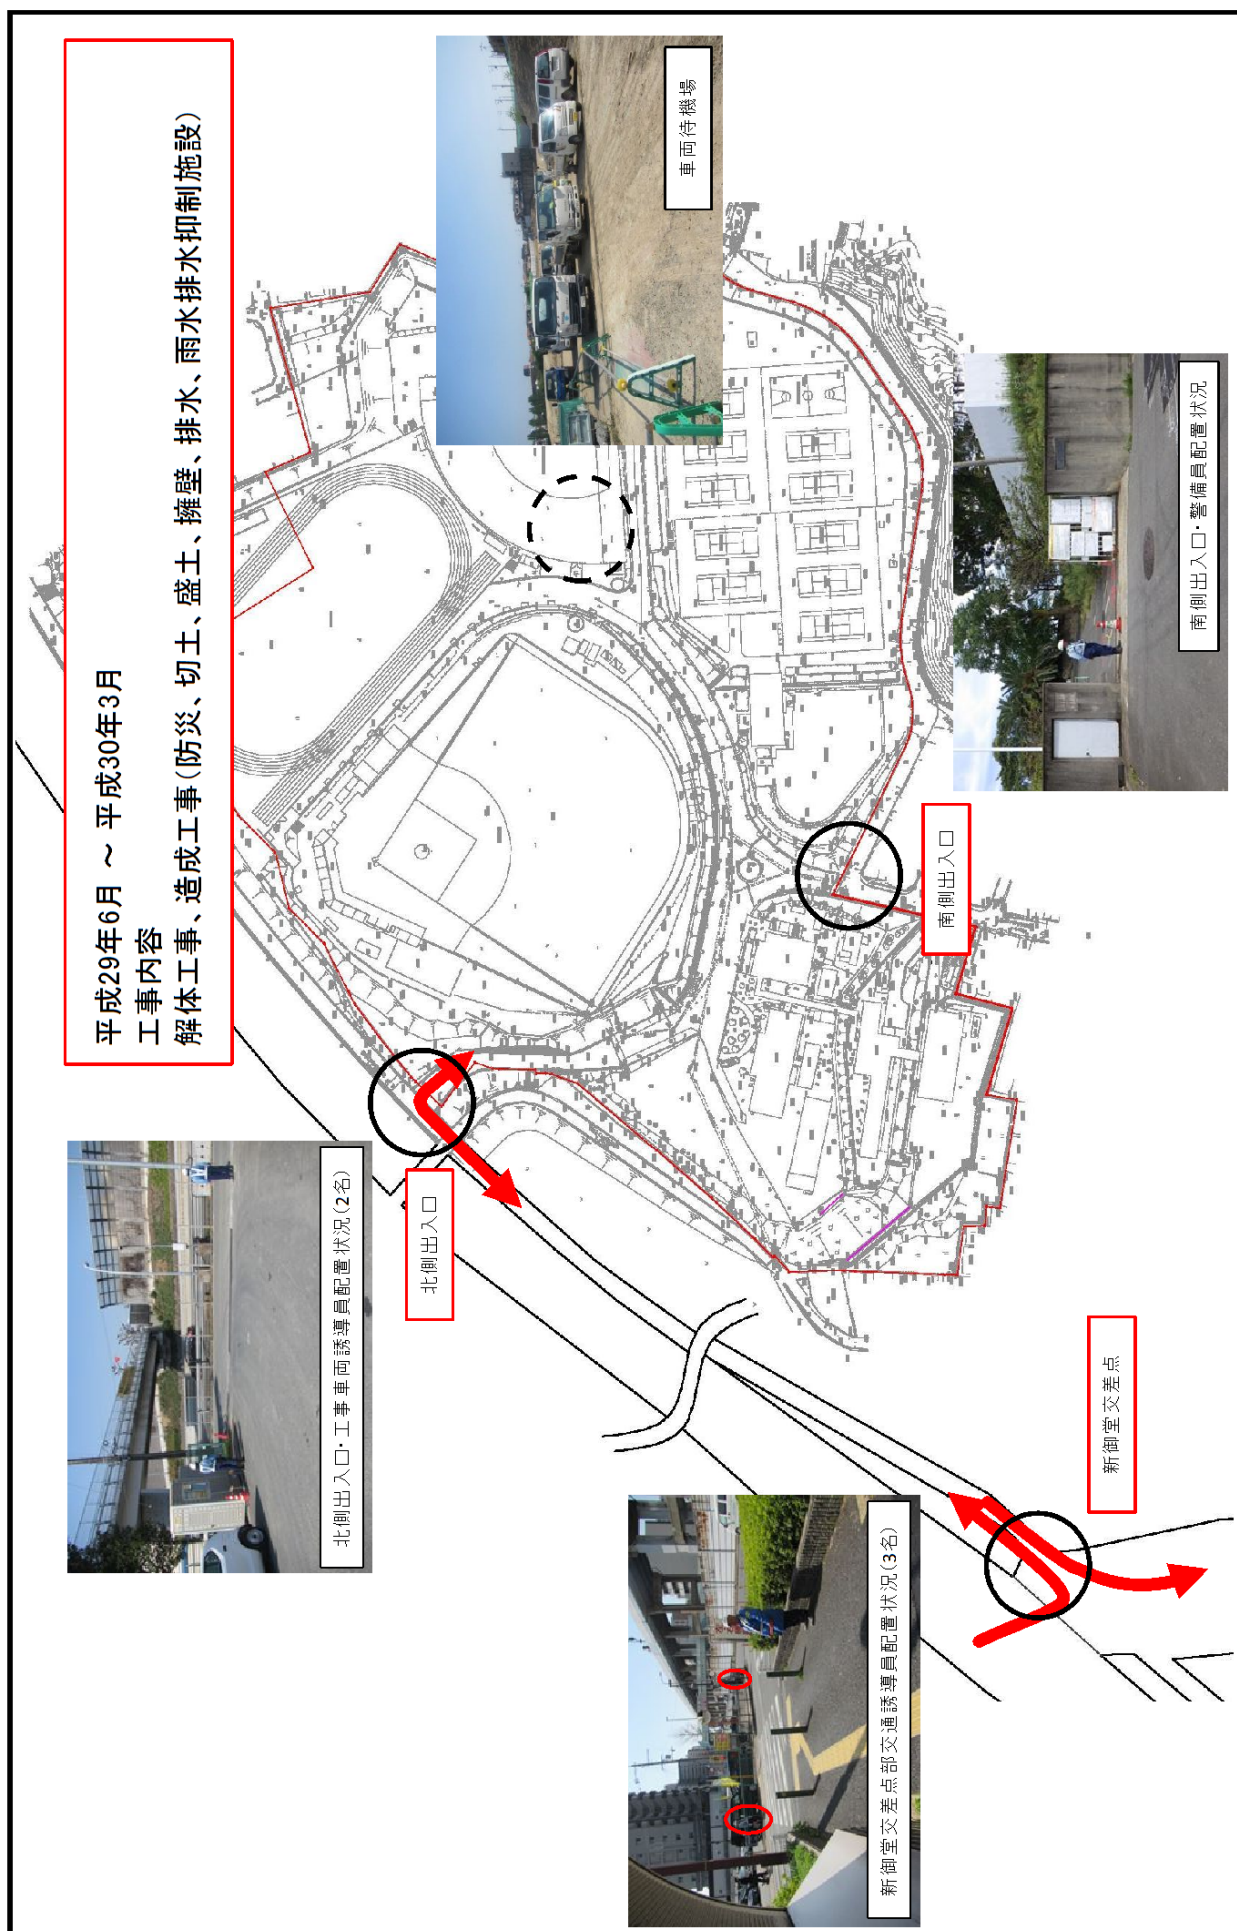 平成29年6月 ～ 平成30年3月
工事内容
解体工事、造成工事(防災、切土、盛土、擁壁、排水、雨水排水抑制施設)
車両待機場
北側出入口・工事車両誘導員配置状況(2名)
北側出入口
南側出入口
南側出入口・警備員配置状況
新御堂交差点部交通誘導員配置状況(3名)
新御堂交差点